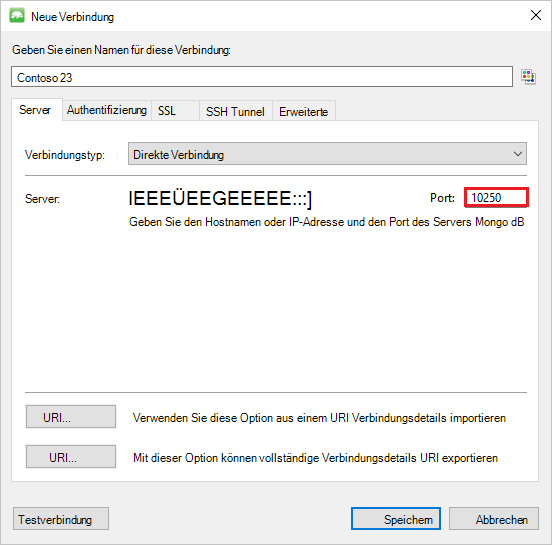 Neue Verbindung
Geben Sie einen Namen für diese Verbindung:
Contoso 23
Server Authentifizierung SSL SSH Tunnel Erweiterte
Verbindungstyp: Direkte Verbindung
Server: IEEEÜEEGEEEEE:::] Port: 10250
Geben Sie den Hostnamen oder IP-Adresse und den Port des Servers Mongo dB
URI... Verwenden Sie diese Option aus einem URI Verbindungsdetails importieren
URI... Mit dieser Option können vollständige Verbindungsdetails URI exportieren
Testverbindung Speichern Abbrechen